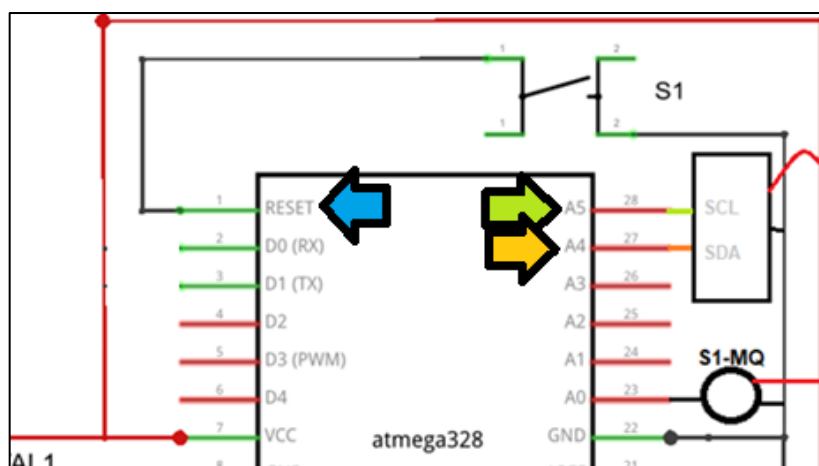 1
2
S1
1
2
1
RESET
A5
28
SCL
2
D0 (RX)
A4
27
SDA
3
D1 (TX)
A3
26
4
D2
A2
25
5
D3 (PWM)
A1
24
S1-MQ
6
D4
A0
23
7
VCC
atmega328
GND
22
AL1
8
21